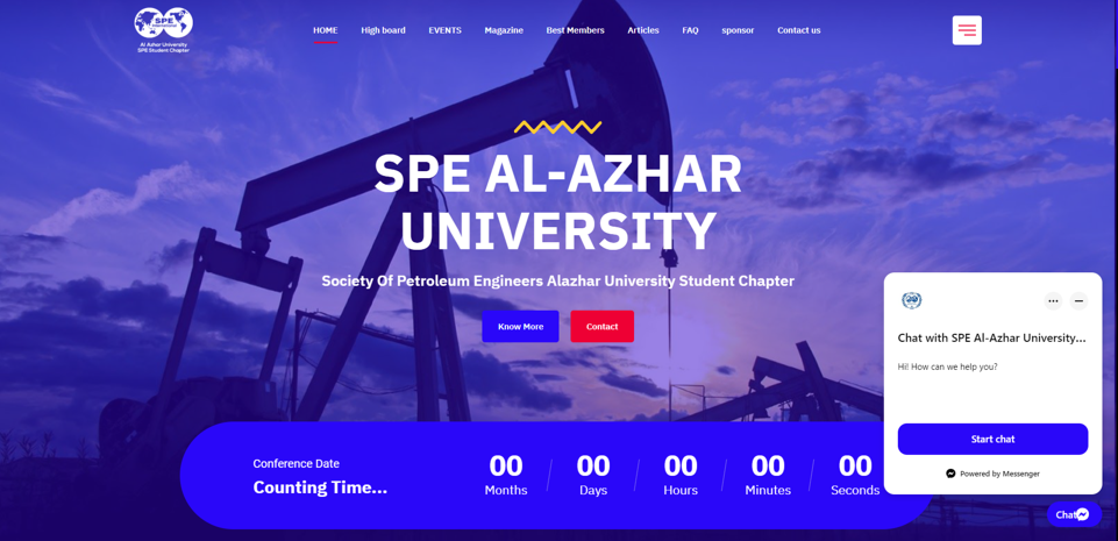 SPE
International
Al Azhar University
SPE Student Chapter
HOME High board EVENTS Magazine Best Members Articles FAQ sponsor Contact us
SPE AL-AZHAR
UNIVERSITY
Society Of Petroleum Engineers Alazhar University Student Chapter
Know More Contact
Conference Date
Counting Time...
00 00 00 00 00
Months Days Hours Minutes Seconds
Chat with SPE Al-Azhar University...
Hi! How can we help you?
Start chat
Powered by Messenger
Chat